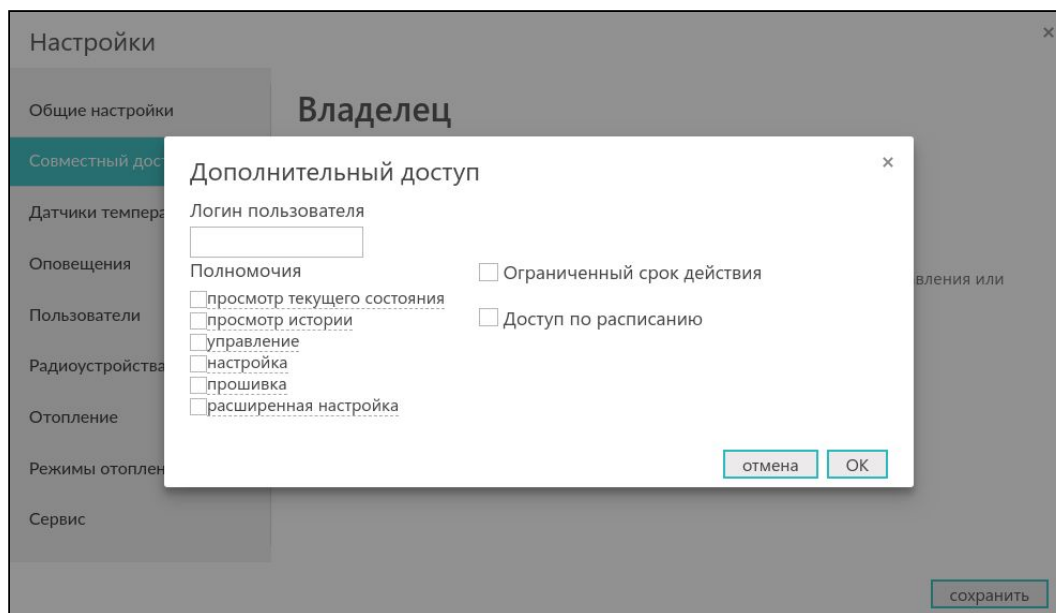 Настройки
×
Общие настройки
Владелец
Совместный дос
Дополнительный доступ
×
Датчики темпера
Логин пользователя
Оповещения
Полномочия
Ограниченный срок действия
вления или
просмотр текущего состояния
просмотр истории
Доступ по расписанию
Пользователи
управление
настройка
Радиоустройства
прошивка
расширенная настройка
Отопление
Режимы отоплен
отмена
ОК
Сервис
сохранить